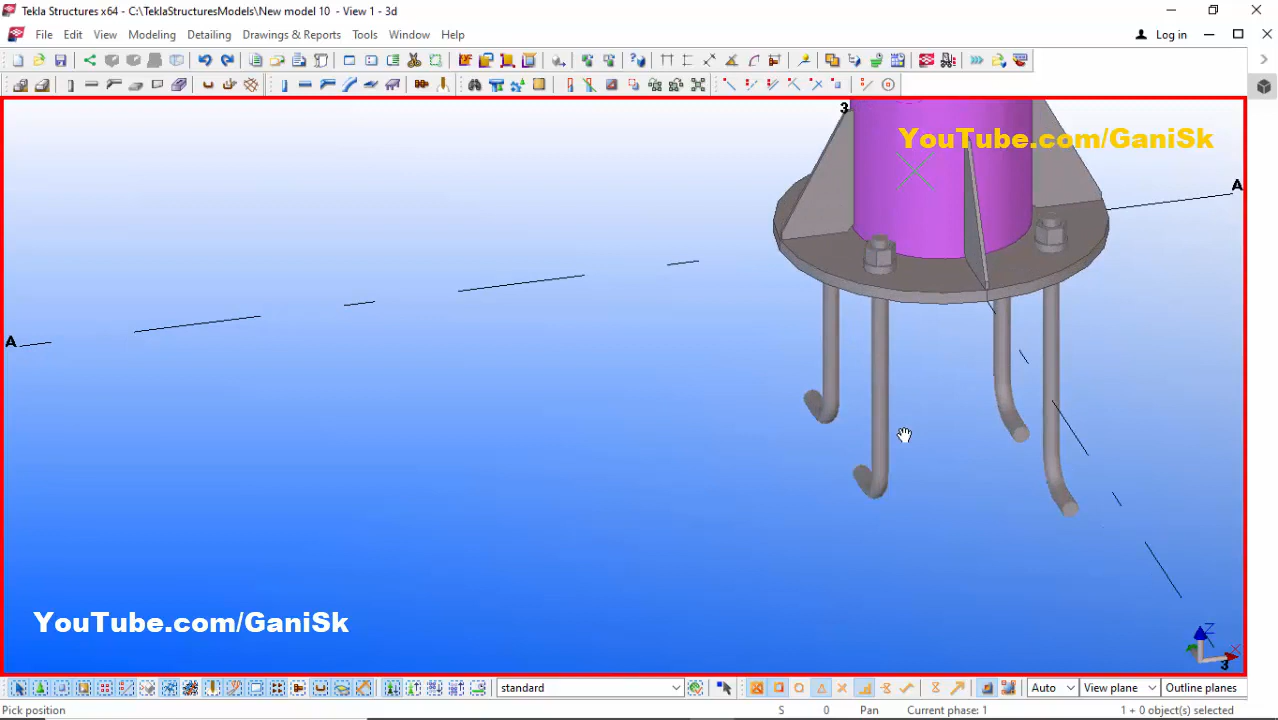 Tekla Structures x64 - C:\TeklaStructuresModels\New model 10 - View 1 - 3d
File Edit View Modeling Detailing Drawings & Reports Tools Window Help Log in
3
YouTube.com/GaniSk
A
A
YouTube.com/GaniSk
Z
X
3
standard Auto View plane Outline planes
Pick position S 0 Pan Current phase: 1 1 + 0 object(s) selected